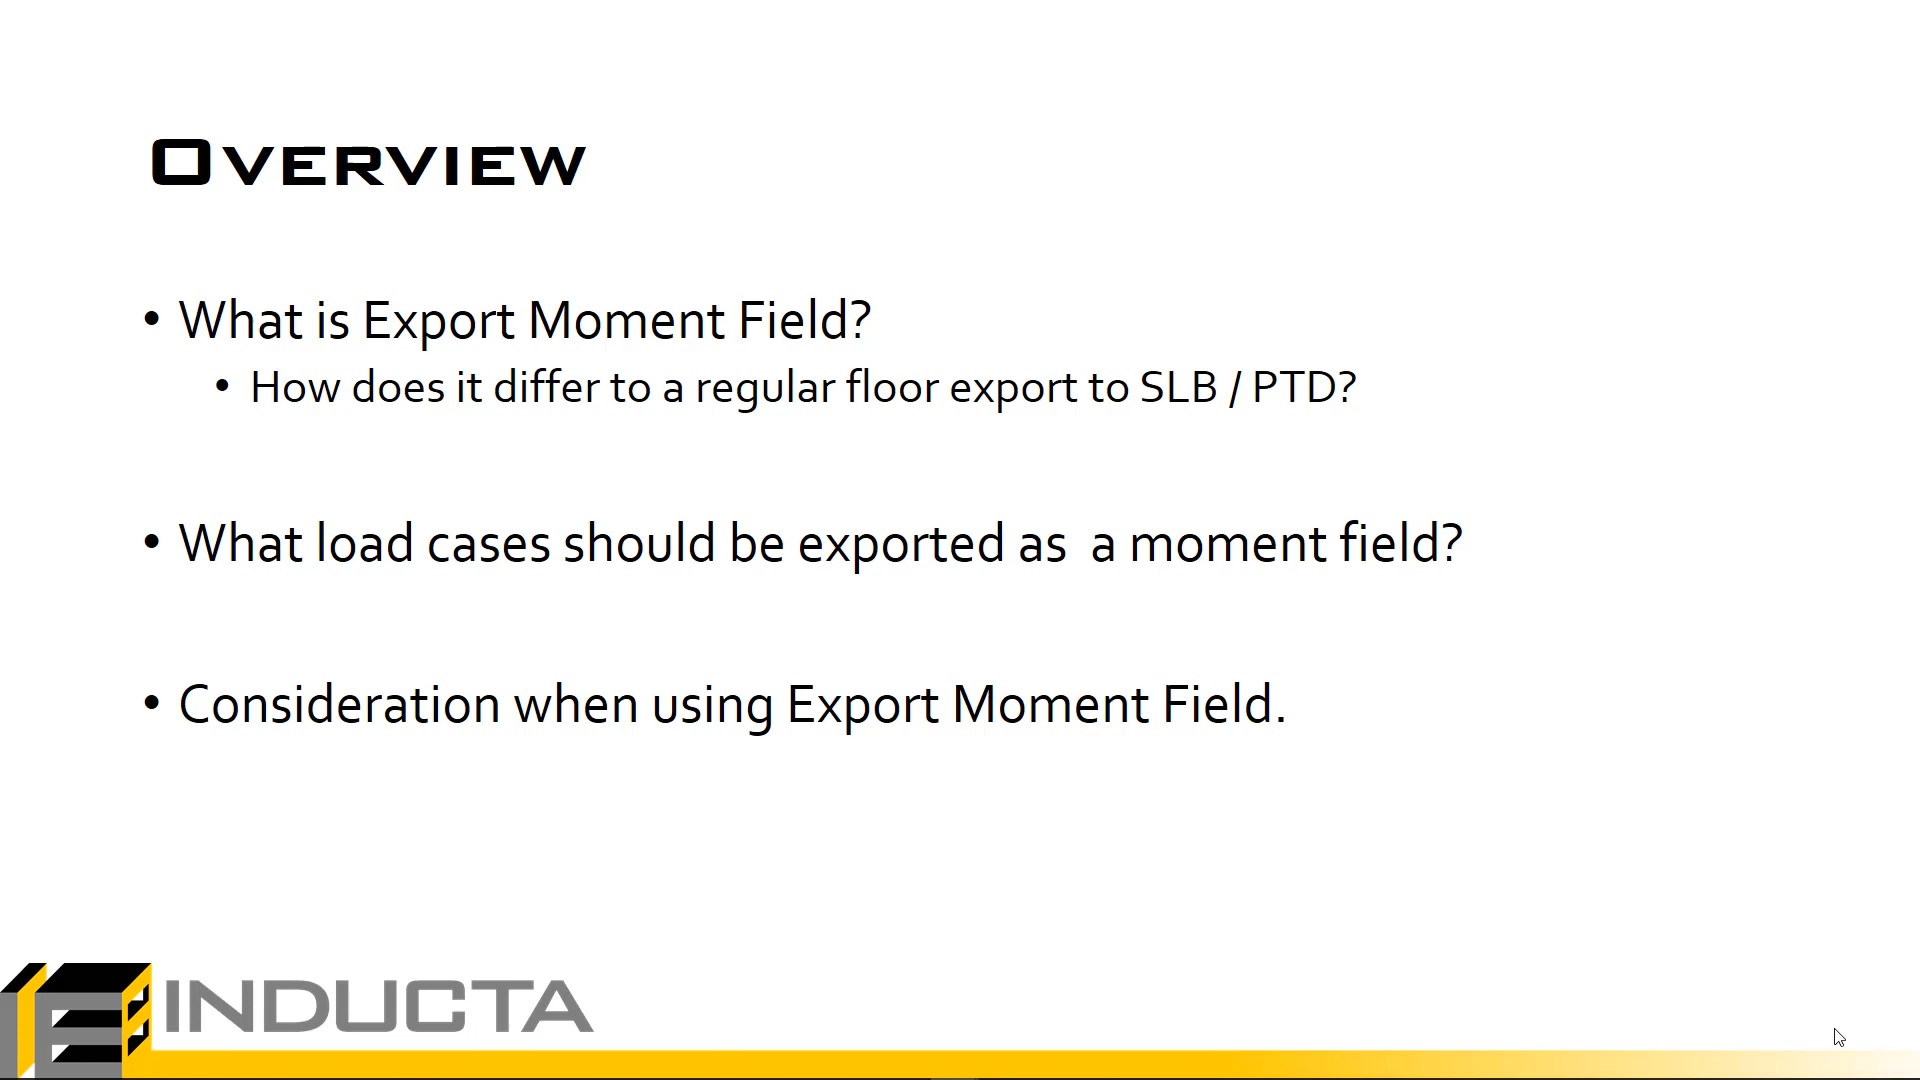 Overview
• What is Export Moment Field?
• How does it differ to a regular floor export to SLB / PTD?
• What load cases should be exported as  a moment field?
• Consideration when using Export Moment Field.
INDUCTA